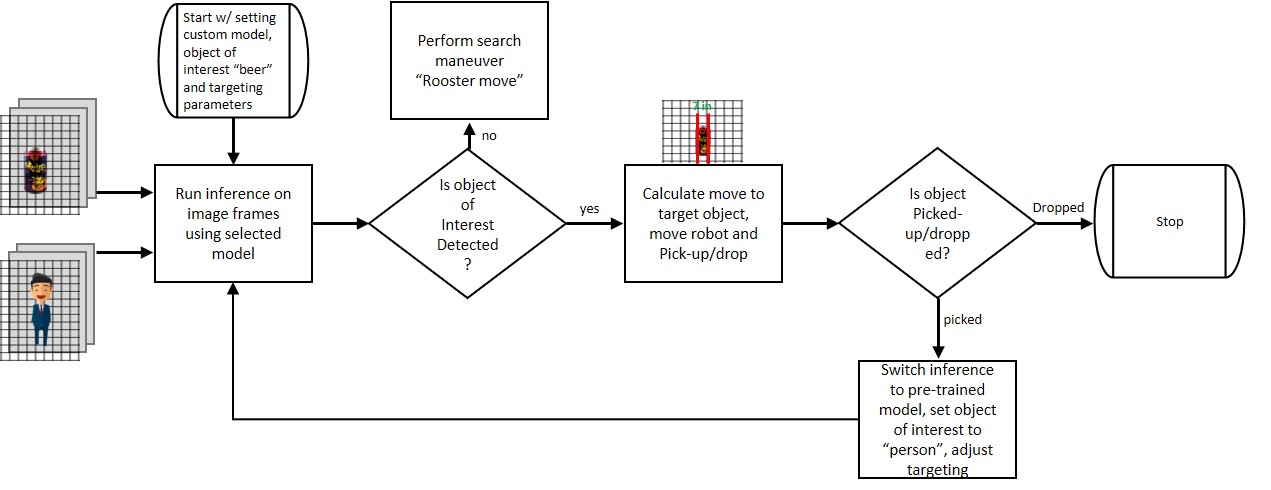 Start w/ setting
custom model,
object of
interest “beer”
and targeting
parameters
Perform search
maneuver
“Rooster move”
no
7 in
Run inference on
image frames
using selected
model
Is object
of
Interest
Detected
?
yes
Calculate move to
target object,
move robot and
Pick-up/drop
Is object
Picked-
up/dropp
ed?
Dropped
Stop
picked
Switch inference
to pre-trained
model, set object
of interest to
“person”, adjust
targeting